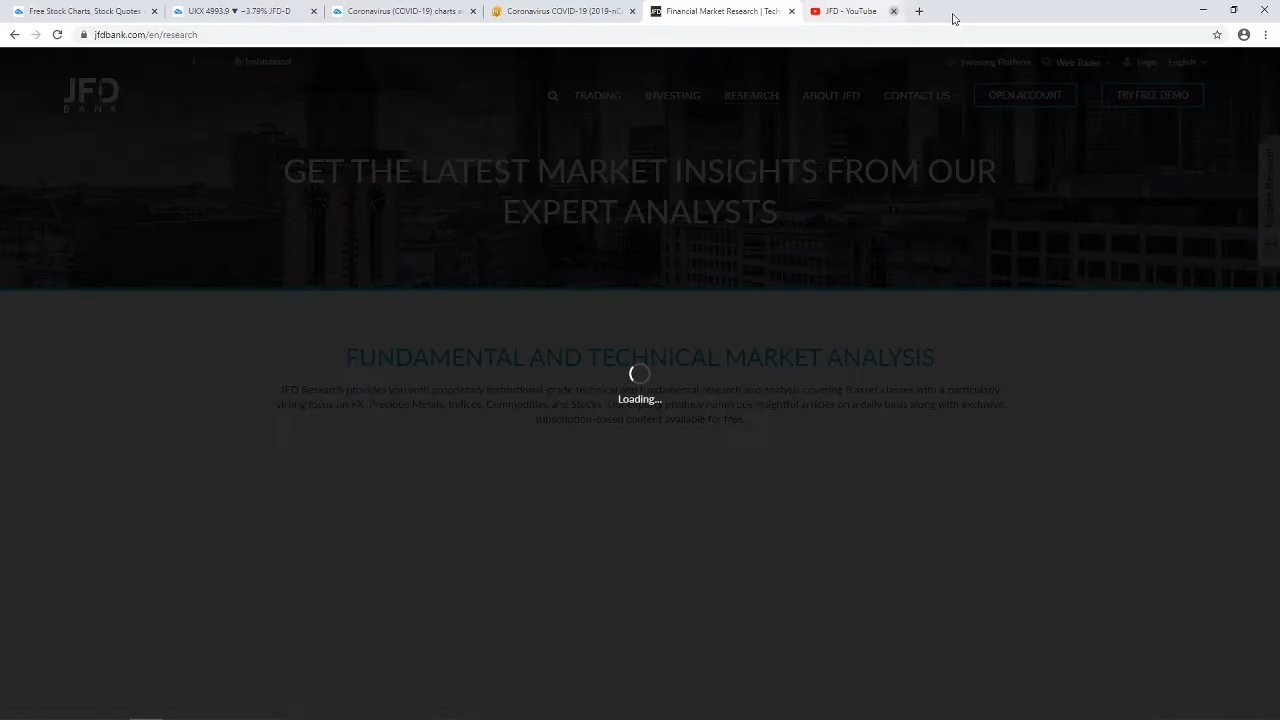 Free Stock Charts, Stock Quotes
UKX 4993.9 ▼ −3.79% JFD-D
Coronavirus (COVID-19) charts
Coronavirus COVID-19 (2019-nC
Financial Market Research | Tech
JFD - YouTube
jfdbank.com/en/research
Institutional
Investing Platform
Web Trader
Login
English
JFD
BANK
TRADING
INVESTING
RESEARCH
ABOUT JFD
CONTACT US
OPEN ACCOUNT
TRY FREE DEMO
GET THE LATEST MARKET INSIGHTS FROM OUR
EXPERT ANALYSTS
FUNDAMENTAL AND TECHNICAL MARKET ANALYSIS
JFD Research provides you with proprietary institutional-grade technical and fundamental research and analysis covering 8 asset-classes with a particularly
strong focus on FX, Precious Metals, Indices, Commodities and Stocks. Our experts produce numerous insightful articles on a daily basis along with exclusive
subscription-based content available for free.
Loading...